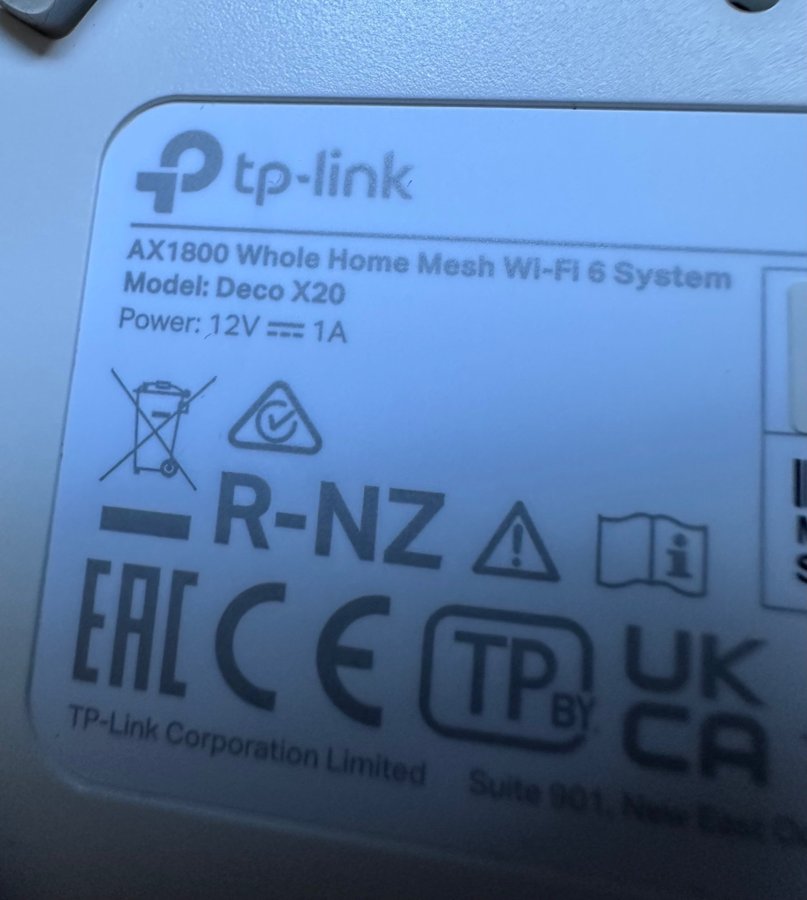 tp-link
AX1800 Whole Home Mesh Wi-Fi 6 System
Model: Deco X20
Power: 12V ⎓ 1A
R-NZ
EAC CE TP BY UK CA
TP-Link Corporation Limited Suite 901, New East